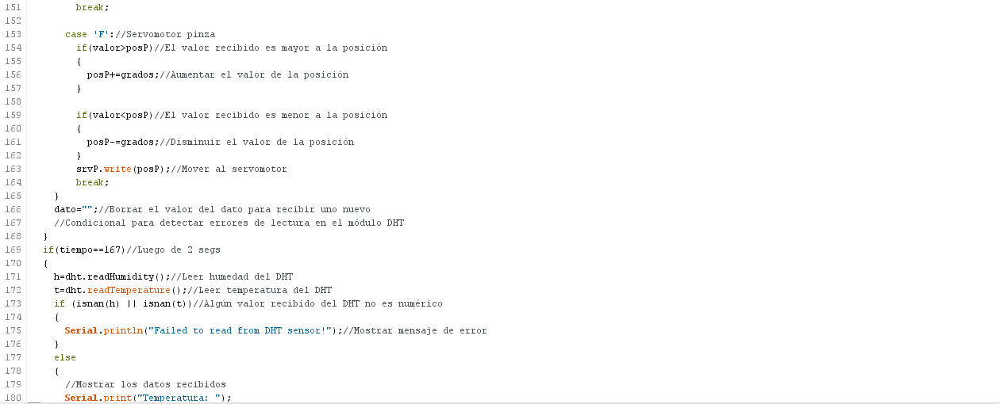 151 break;
152
153 case 'F'://Servomotor pinza
154 if(valor>posP)//El valor recibido es mayor a la posición
155 {
156 posP+=grados;//Aumentar el valor de la posición
157 }
158
159 if(valor<posP)//El valor recibido es menor a la posición
160 {
161 posP-=grados;//Disminuir el valor de la posición
162 }
163 srvP.write(posP);//Mover al servomotor
164 break;
165 }
166 dato="";//Borrar el valor del dato para recibir uno nuevo
167 //Condicional para detectar errores de lectura en el módulo DHT
168 }
169 if(tiempo==167)//Luego de 2 segs
170 {
171 h=dht.readHumidity();//Leer humedad del DHT
172 t=dht.readTemperature();//Leer temperatura del DHT
173 if (isnan(h) || isnan(t))//Algún valor recibido del DHT no es numérico
174 {
175 Serial.println("Failed to read from DHT sensor!");//Mostrar mensaje de error
176 }
177 else
178 {
179 //Mostrar los datos recibidos
180 Serial.print("Temperatura: ");